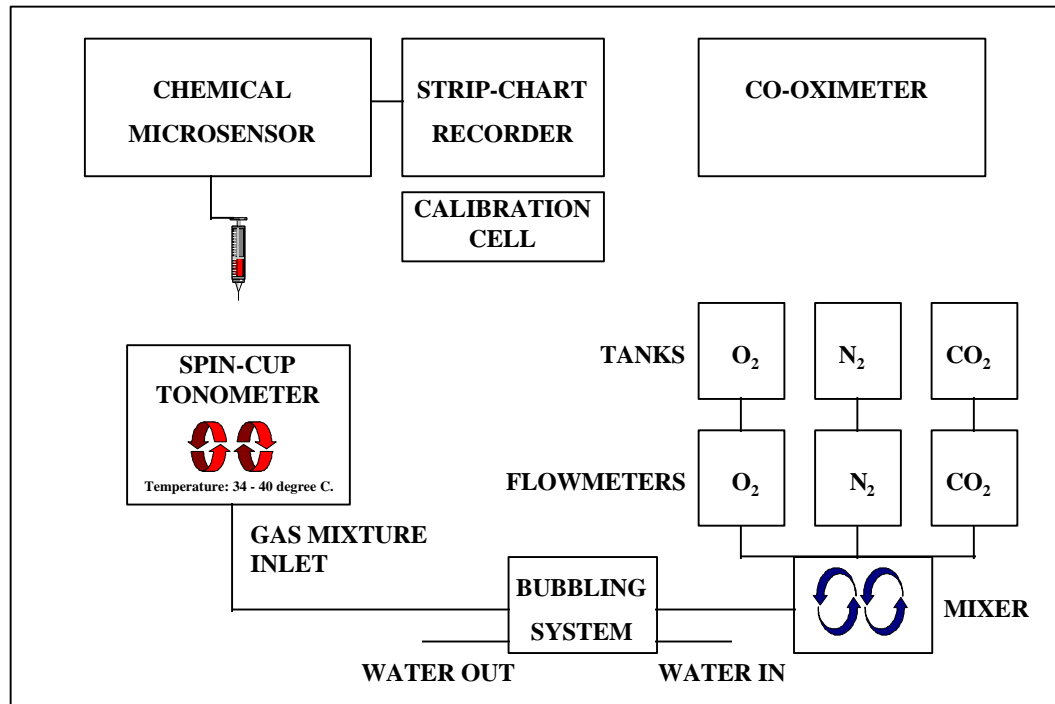 CHEMICAL
MICROSENSOR
STRIP-CHART
RECORDER
CO-OXIMETER
CALIBRATION
CELL
SPIN-CUP
TONOMETER
Temperature: 34 - 40 degree C.
TANKS
O₂
N₂
CO₂
FLOWMETERS
O₂
N₂
CO₂
GAS MIXTURE
INLET
BUBBLING
SYSTEM
MIXER
WATER OUT
WATER IN